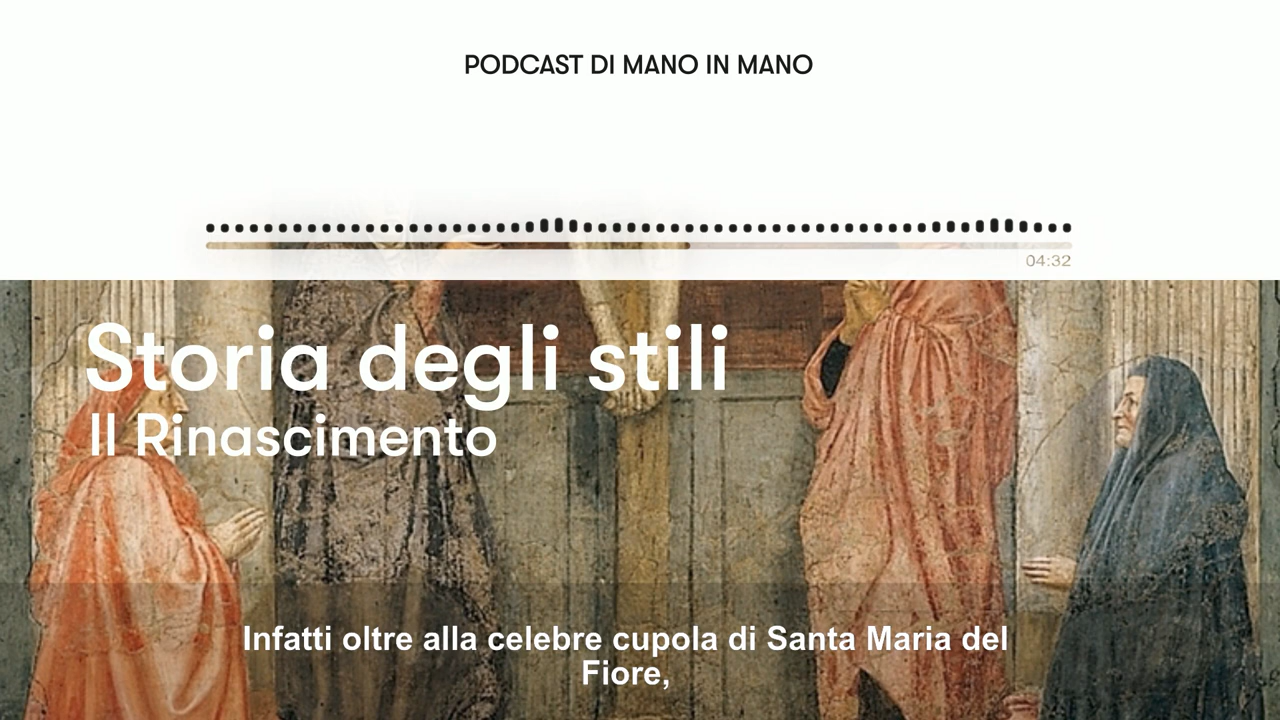 PODCAST DI MANO IN MANO
04:32
Storia degli stili
Il Rinascimento
Infatti oltre alla celebre cupola di Santa Maria del
Fiore,